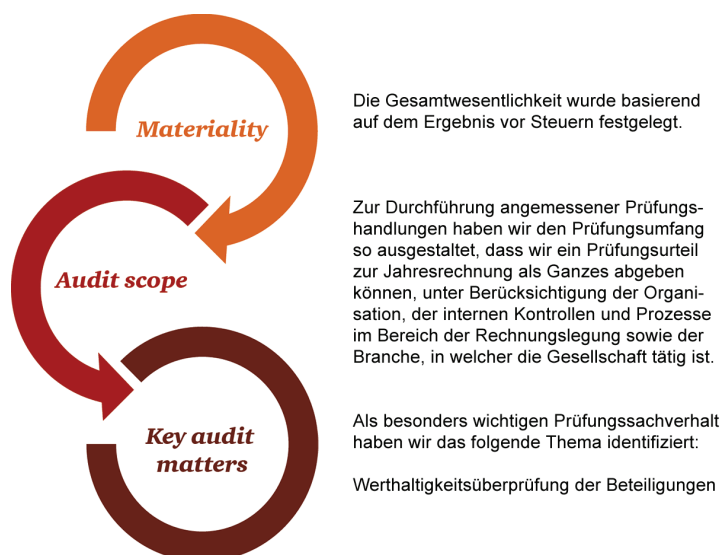 Materiality
Die Gesamtwesentlichkeit wurde basierend
auf dem Ergebnis vor Steuern festgelegt.
Audit scope
Zur Durchführung angemessener Prüfungs-
handlungen haben wir den Prüfungsumfang
so ausgestaltet, dass wir ein Prüfungsurteil
zur Jahresrechnung als Ganzes abgeben
können, unter Berücksichtigung der Organi-
sation, der internen Kontrollen und Prozesse
im Bereich der Rechnungslegung sowie der
Branche, in welcher die Gesellschaft tätig ist.
Key audit
matters
Als besonders wichtigen Prüfungssachverhalt
haben wir das folgende Thema identifiziert:
Werthaltigkeitsüberprüfung der Beteiligungen